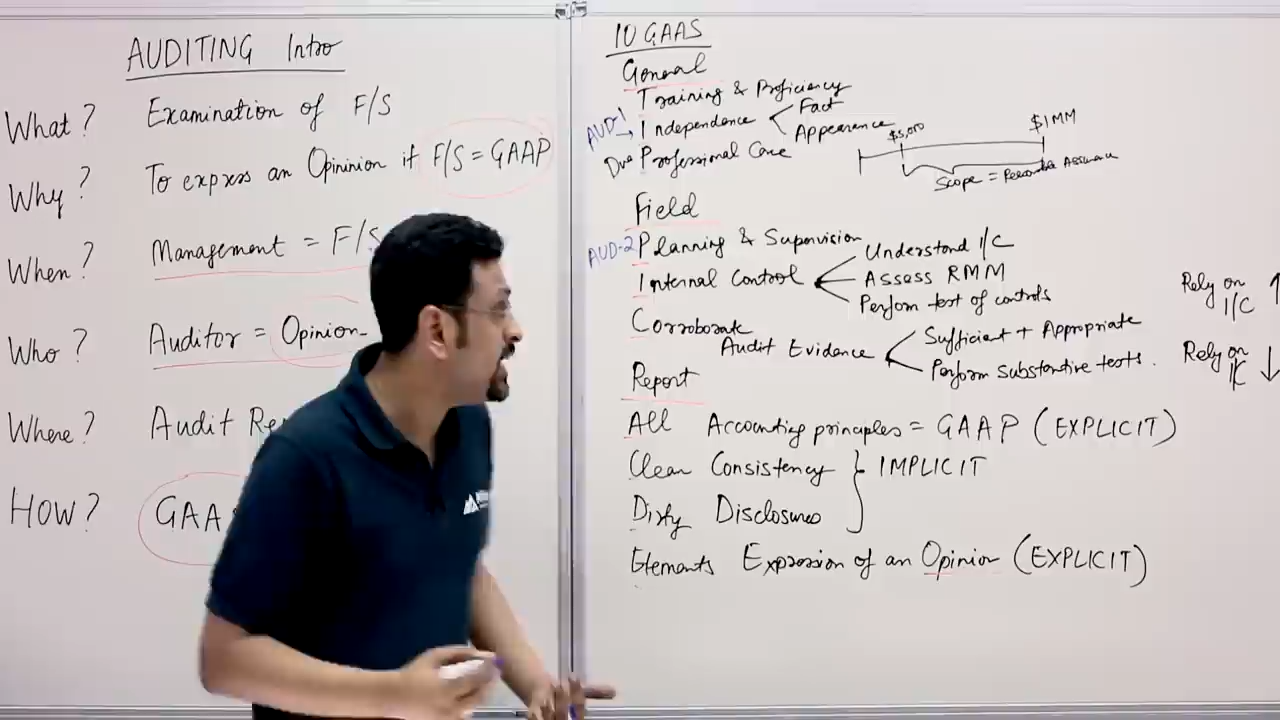 AUDITING Intro
What? Examination of F/S
Why? To express an Opininion if F/S = GAAP
When? Management = F/S
Who? Auditor = Opinion
Where? Audit Re
HOW? GAAS
10 GAAS
General
Training & Proficiency
AUD-1 Independence Fact
Appearance
Due Professional Care
$5,000
$1MM
Scope = Reasonable Assurance
Field
AUD-2 Planning & Supervision
Internal Control Understand I/C
Assess RMM
Perform test of controls
Rely on I/C ↑
Corroborate
Audit Evidence Sufficient + Appropriate
Perform Substantive tests.
Rely on I/C ↓
Report
All Accounting principles = GAAP (EXPLICIT)
Clean Consistency } IMPLICIT
Dirty Disclosures
Elements Expression of an Opinion (EXPLICIT)